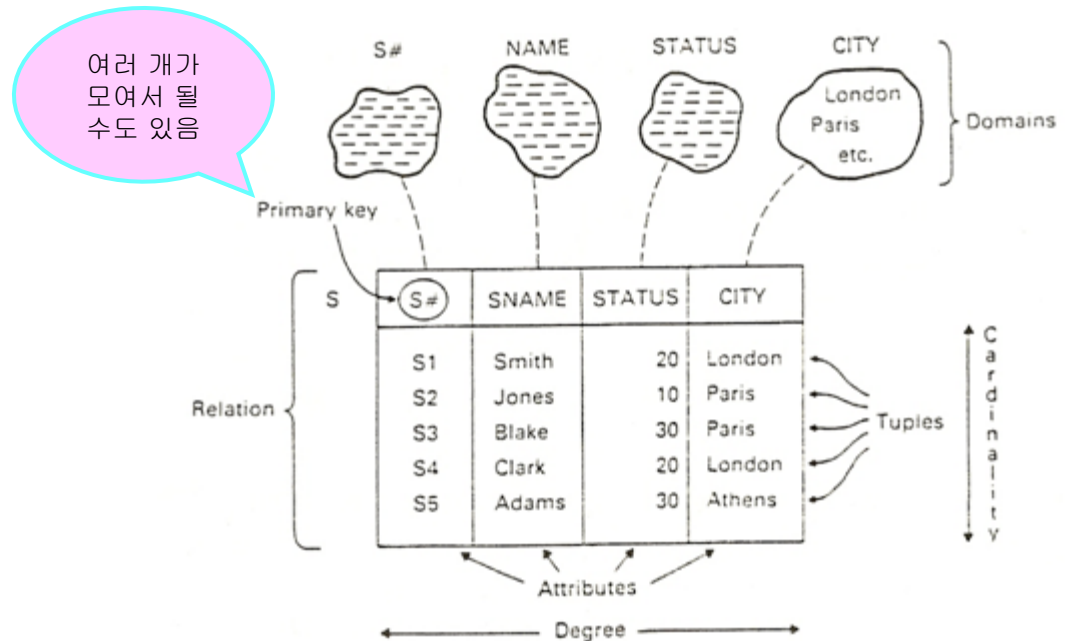 여러 개가
모여서 될
수도 있음
S# NAME STATUS CITY
London
Paris
etc.
Domains
Primary key
S S# SNAME STATUS CITY
S1 Smith 20 London
S2 Jones 10 Paris
S3 Blake 30 Paris
S4 Clark 20 London
S5 Adams 30 Athens
Relation
Tuples
Cardinality
Attributes
Degree